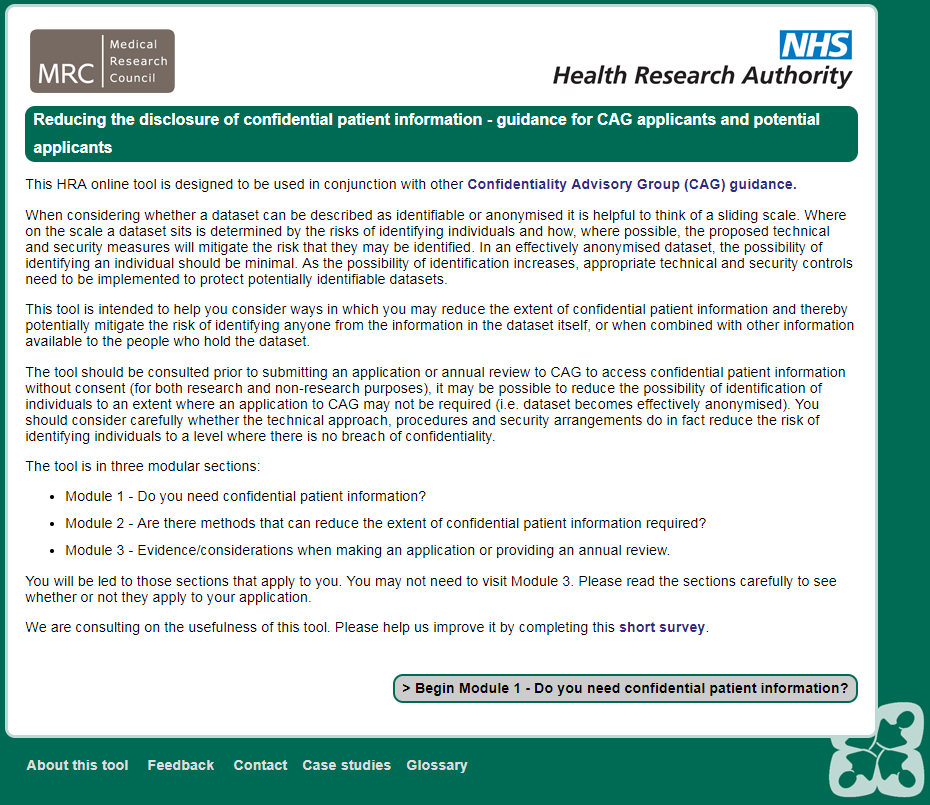 MRC
Medical
Research
Council
NHS
Health Research Authority
Reducing the disclosure of confidential patient information - guidance for CAG applicants and potential
applicants
This HRA online tool is designed to be used in conjunction with other Confidentiality Advisory Group (CAG) guidance.
When considering whether a dataset can be described as identifiable or anonymised it is helpful to think of a sliding scale. Where
on the scale a dataset sits is determined by the risks of identifying individuals and how, where possible, the proposed technical
and security measures will mitigate the risk that they may be identified. In an effectively anonymised dataset, the possibility of
identifying an individual should be minimal. As the possibility of identification increases, appropriate technical and security controls
need to be implemented to protect potentially identifiable datasets.
This tool is intended to help you consider ways in which you may reduce the extent of confidential patient information and thereby
potentially mitigate the risk of identifying anyone from the information in the dataset itself, or when combined with other information
available to the people who hold the dataset.
The tool should be consulted prior to submitting an application or annual review to CAG to access confidential patient information
without consent (for both research and non-research purposes), it may be possible to reduce the possibility of identification of
individuals to an extent where an application to CAG may not be required (i.e. dataset becomes effectively anonymised). You
should consider carefully whether the technical approach, procedures and security arrangements do in fact reduce the risk of
identifying individuals to a level where there is no breach of confidentiality.
The tool is in three modular sections:
• Module 1 - Do you need confidential patient information?
• Module 2 - Are there methods that can reduce the extent of confidential patient information required?
• Module 3 - Evidence/considerations when making an application or providing an annual review.
You will be led to those sections that apply to you. You may not need to visit Module 3. Please read the sections carefully to see
whether or not they apply to your application.
We are consulting on the usefulness of this tool. Please help us improve it by completing this short survey.
> Begin Module 1 - Do you need confidential patient information?
About this tool Feedback Contact Case studies Glossary